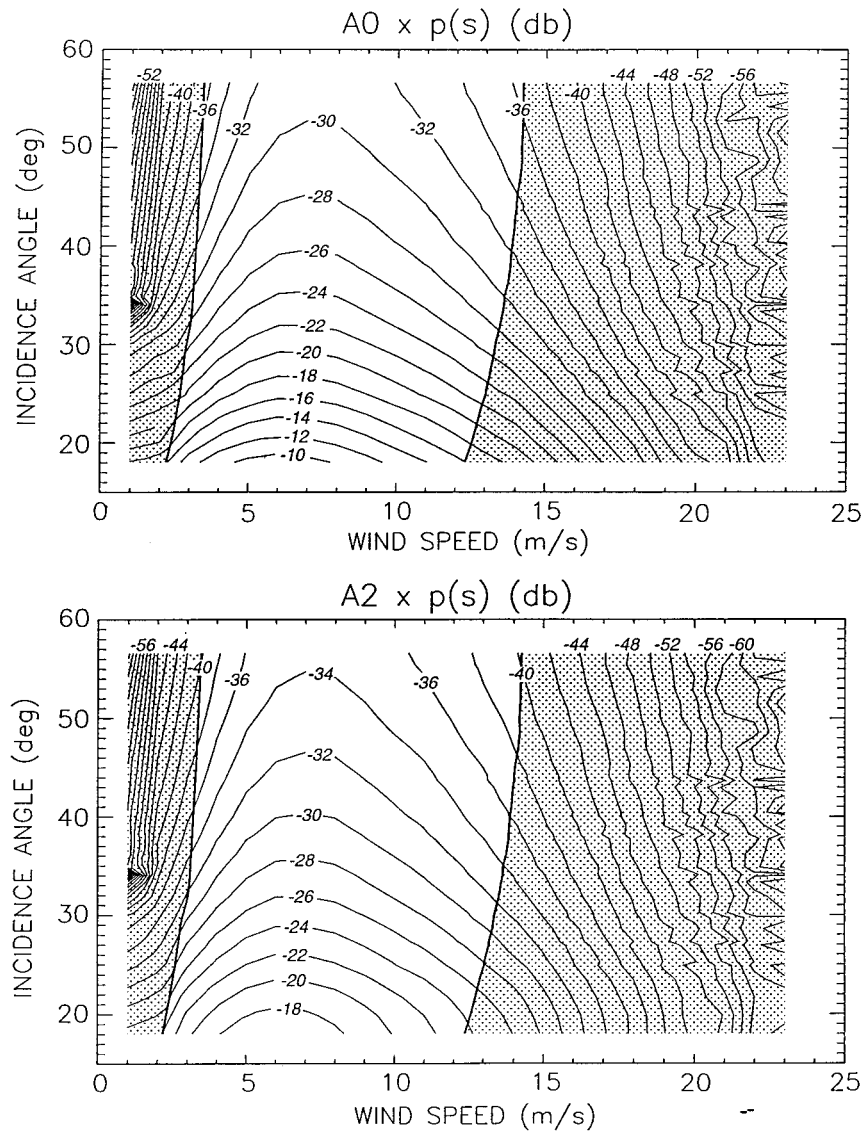 A0 x p(s) (db)
60
-52 -44 -48 -52 -56
-40 -36 -40
-36
-32 -30 -32
50
-28
40
-26
-24
-22
30
-20
-18
-16
20
-14
-12
-10
INCIDENCE ANGLE (deg)
0 5 10 15 20 25
WIND SPEED (m/s)
A2 x p(s) (db)
60
-56 -44 -44 -48 -52 -56 -60
-40 -34 -40
-36 -36
50
-32
40
-30
-28
30
-26
-24
-22
20
-20
-18
INCIDENCE ANGLE (deg)
0 5 10 15 20 25
WIND SPEED (m/s)